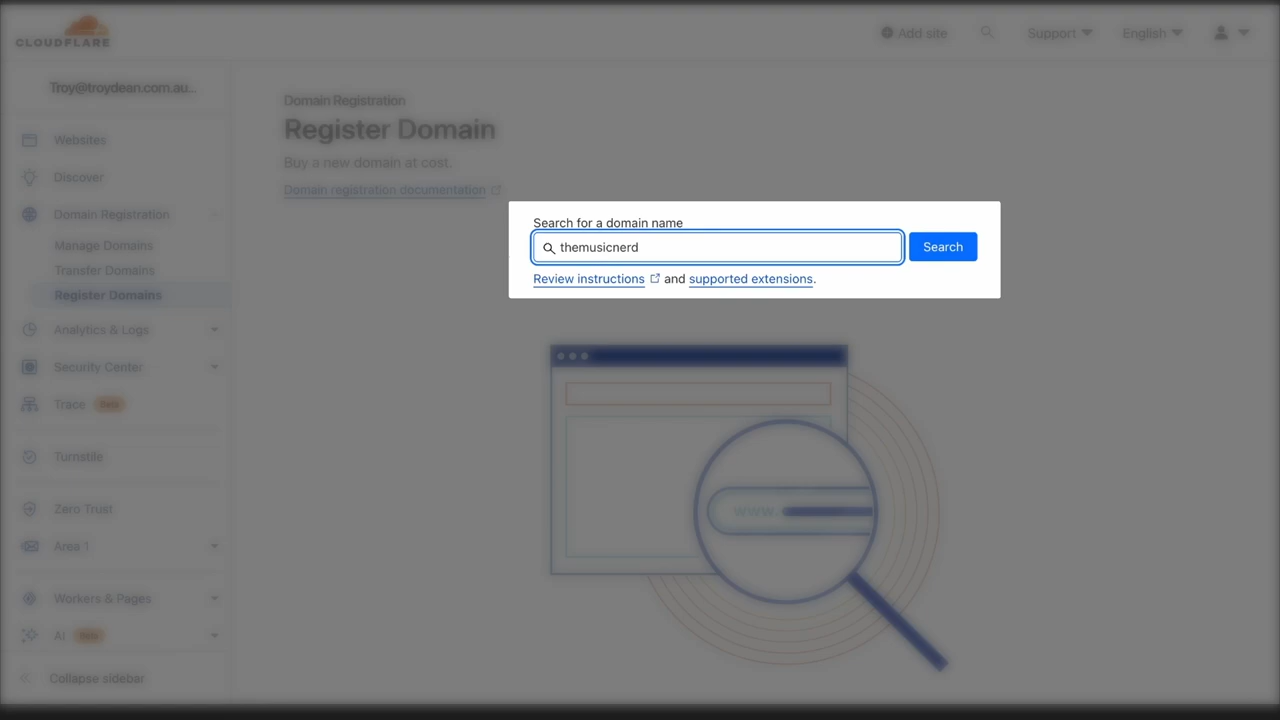 CLOUDFLARE
Add site
Support
English
Troy@troydean.com.au...
Websites
Discover
Domain Registration
Manage Domains
Transfer Domains
Register Domains
Analytics & Logs
Security Center
Trace Beta
Turnstile
Zero Trust
Area 1
Workers & Pages
AI Beta
Collapse sidebar
Domain Registration
Register Domain
Buy a new domain at cost.
Domain registration documentation
Search for a domain name
themusicnerd
Search
Review instructions and supported extensions.
www.